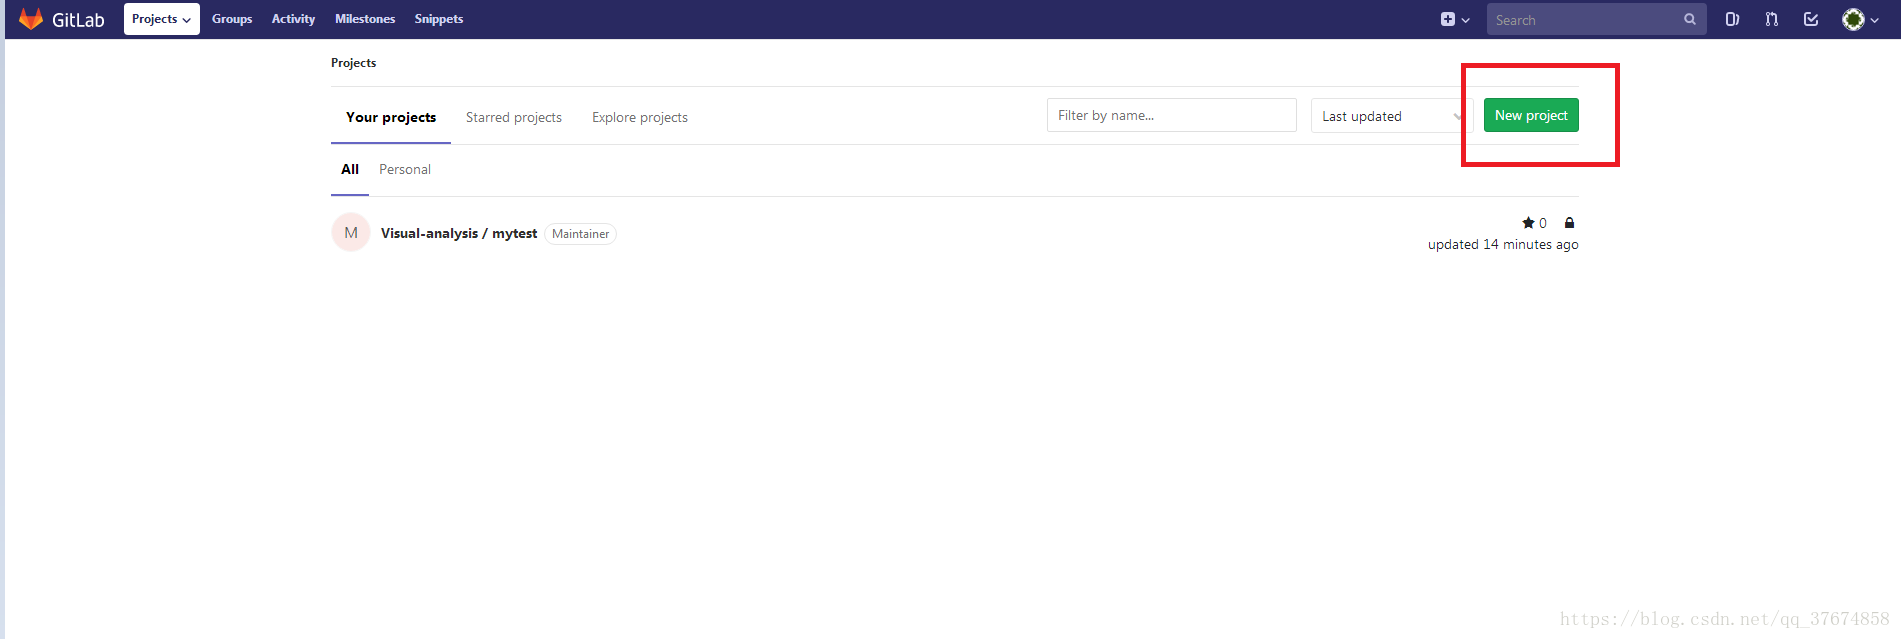 GitLab Projects Groups Activity Milestones Snippets Search
Projects
Your projects Starred projects Explore projects Filter by name... Last updated New project
All Personal
M Visual-analysis / mytest Maintainer 0
updated 14 minutes ago
https://blog.csdn.net/qq_37674858